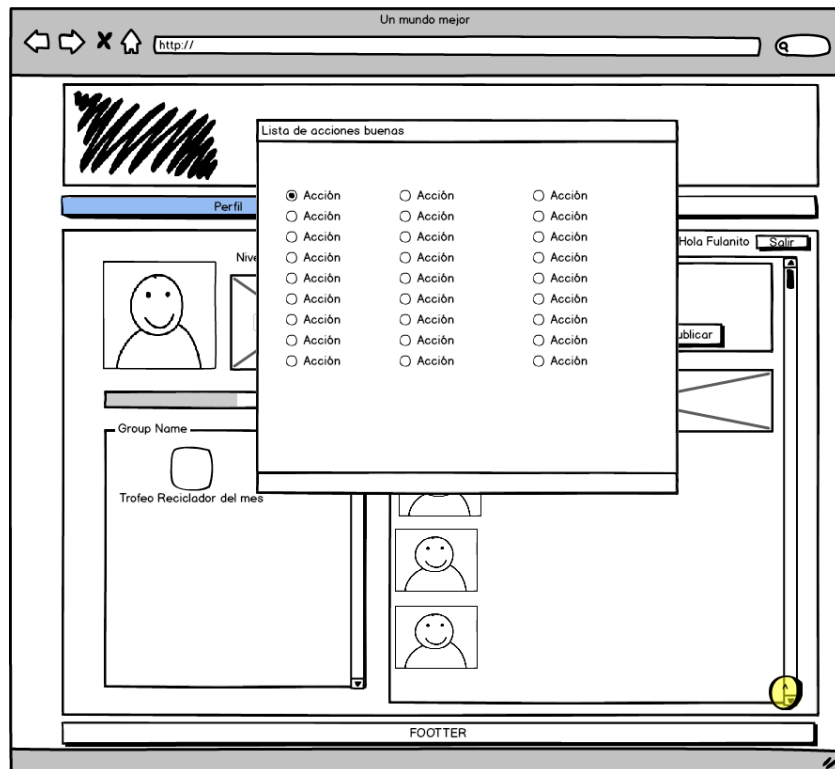 Un mundo mejor
http://
Lista de acciones buenas
Acción Acción Acción
Acción Acción Acción
Acción Acción Acción
Acción Acción Acción
Acción Acción Acción
Acción Acción Acción
Acción Acción Acción
Acción Acción Acción
Acción Acción Acción
Perfil
Hola Fulanito Salir
Nive
ublicar
Group Name
Trofeo Reciclador del mes
FOOTTER